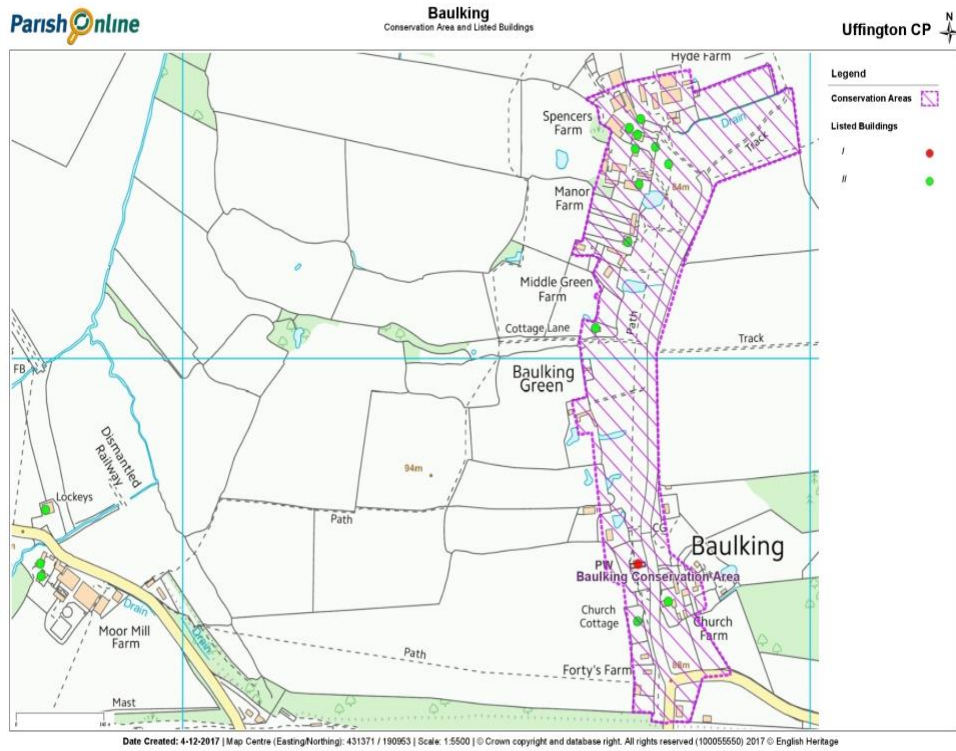 Parish Online
Baulking
Conservation Area and Listed Buildings
Uffington CP
N
Legend
Conservation Areas
Listed Buildings
I
II
Hyde Farm
Spencers
Farm
Drain
Track
84m
Manor
Farm
Middle Green
Farm
Path
Cottage Lane
Track
FB
Baulking
Green
Dismantled
Railway
94m
Lockeys
Path
CG
Baulking
PW
Baulking Conservation Area
Drain
Church
Cottage
Church
Farm
Moor Mill
Farm
Drain
Path
Forty's Farm
88m
Mast
Date Created: 4-12-2017 | Map Centre (Easting/Northing): 431371 / 190953 | Scale: 1:5500 | © Crown copyright and database right. All rights reserved (100055550) 2017 © English Heritage